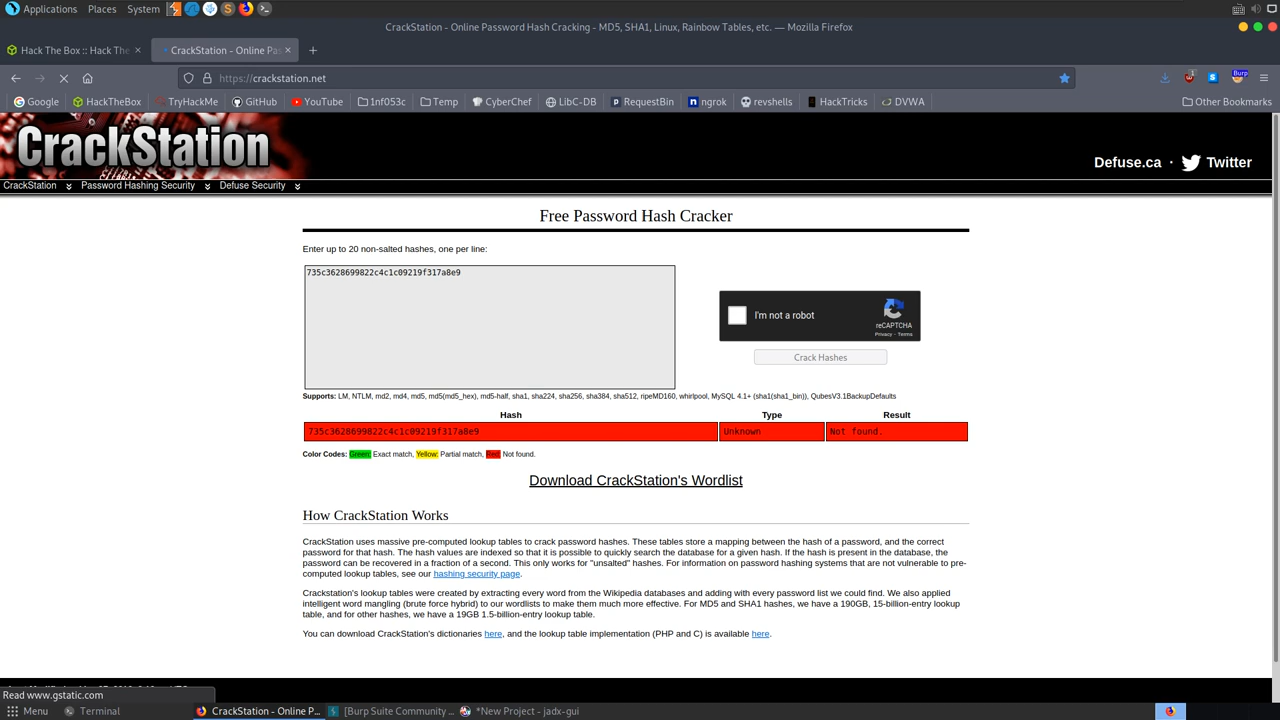 Applications Places System
CrackStation - Online Password Hash Cracking - MD5, SHA1, Linux, Rainbow Tables, etc. — Mozilla Firefox
Hack The Box :: Hack The
CrackStation - Online Pas
https://crackstation.net
Burp
Google HackTheBox TryHackMe GitHub YouTube 1nf053c Temp CyberChef LibC-DB RequestBin ngrok revshells HackTricks DVWA Other Bookmarks
CrackStation
Defuse.ca · Twitter
CrackStation Password Hashing Security Defuse Security
Free Password Hash Cracker
Enter up to 20 non-salted hashes, one per line:
735c3628699822c4c1c09219f317a8e9
I'm not a robot
reCAPTCHA
Privacy - Terms
Crack Hashes
Supports: LM, NTLM, md2, md4, md5, md5(md5_hex), md5-half, sha1, sha224, sha256, sha384, sha512, ripeMD160, whirlpool, MySQL 4.1+ (sha1(sha1_bin)), QubesV3.1BackupDefaults
Hash Type Result
735c3628699822c4c1c09219f317a8e9 Unknown Not found.
Color Codes: Green: Exact match, Yellow: Partial match, Red: Not found.
Download CrackStation's Wordlist
How CrackStation Works
CrackStation uses massive pre-computed lookup tables to crack password hashes. These tables store a mapping between the hash of a password, and the correct
password for that hash. The hash values are indexed so that it is possible to quickly search the database for a given hash. If the hash is present in the database, the
password can be recovered in a fraction of a second. This only works for "unsalted" hashes. For information on password hashing systems that are not vulnerable to pre-
computed lookup tables, see our hashing security page.
Crackstation's lookup tables were created by extracting every word from the Wikipedia databases and adding with every password list we could find. We also applied
intelligent word mangling (brute force hybrid) to our wordlists to make them much more effective. For MD5 and SHA1 hashes, we have a 190GB, 15-billion-entry lookup
table, and for other hashes, we have a 19GB 1.5-billion-entry lookup table.
You can download CrackStation's dictionaries here, and the lookup table implementation (PHP and C) is available here.
Read www.gstatic.com
Menu Terminal CrackStation - Online P... [Burp Suite Community ... *New Project - jadx-gui